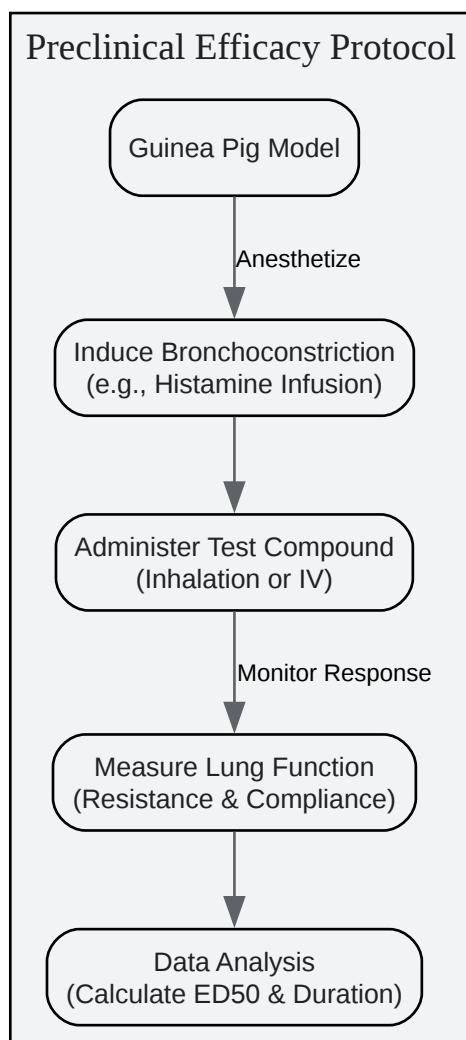 Preclinical Efficacy Protocol
Guinea Pig Model
Anesthetize
Induce Bronchoconstriction
(e.g., Histamine Infusion)
Administer Test Compound
(Inhalation or IV)
Monitor Response
Measure Lung Function
(Resistance & Compliance)
Data Analysis
(Calculate ED50 & Duration)